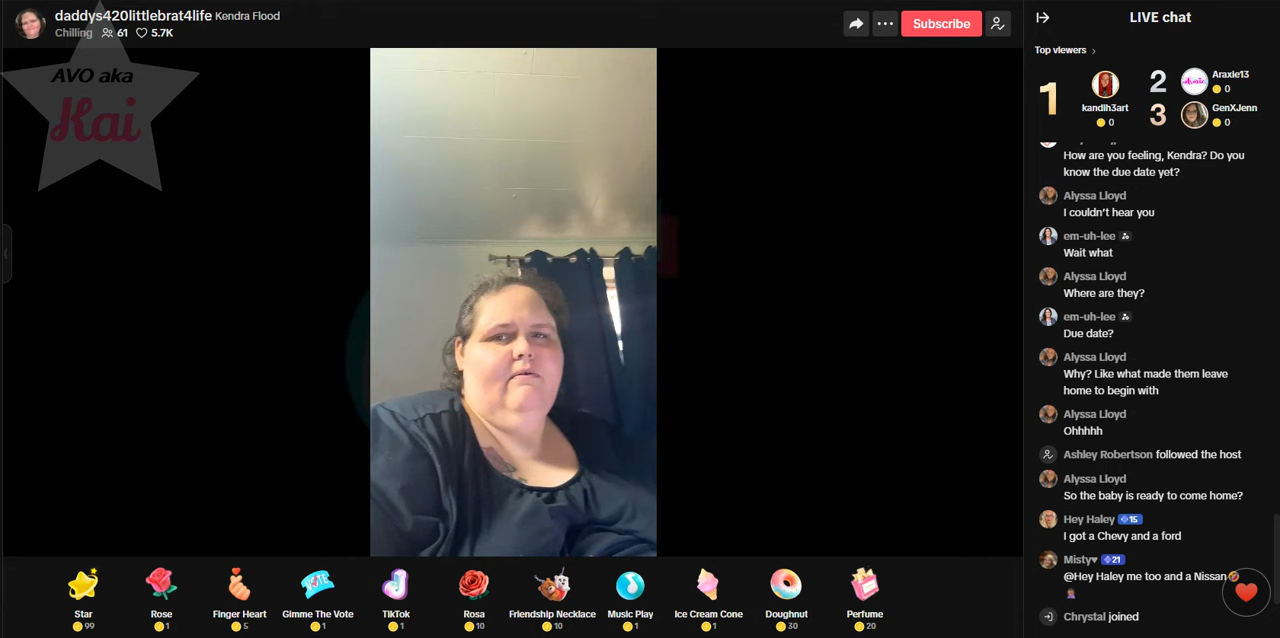 daddys420littlebrat4life Kendra Flood
Chilling 61 5.7K
Subscribe
AVO aka
Kai
LIVE chat
Top viewers
1
kandih3art
0
2
Araxie13
0
3
GenXJenn
0
How are you feeling, Kendra? Do you
know the due date yet?
Alyssa Lloyd
I couldn't hear you
em-uh-lee
Wait what
Alyssa Lloyd
Where are they?
em-uh-lee
Due date?
Alyssa Lloyd
Why? Like what made them leave
home to begin with
Alyssa Lloyd
Ohhhhh
Ashley Robertson followed the host
Alyssa Lloyd
So the baby is ready to come home?
Hey Haley 15
I got a Chevy and a ford
Misty♥ 21
@Hey Haley me too and a Nissan
Chrystal joined
Star
99
Rose
1
Finger Heart
5
Gimme The Vote
1
TikTok
1
Rosa
10
Friendship Necklace
10
Music Play
1
Ice Cream Cone
1
Doughnut
30
Perfume
20